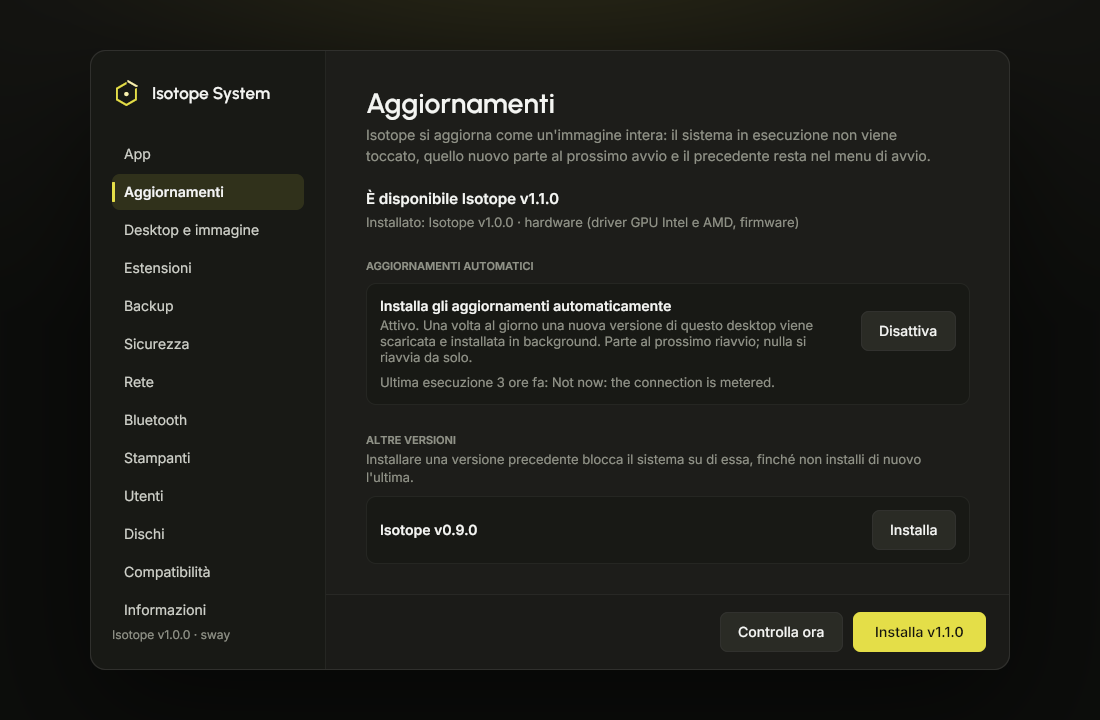 Isotope System
App
Aggiornamenti
Desktop e immagine
Estensioni
Backup
Sicurezza
Rete
Bluetooth
Stampanti
Utenti
Dischi
Compatibilità
Informazioni
Isotope v1.0.0 · sway
Aggiornamenti
Isotope si aggiorna come un'immagine intera: il sistema in esecuzione non viene
toccato, quello nuovo parte al prossimo avvio e il precedente resta nel menu di avvio.
È disponibile Isotope v1.1.0
Installato: Isotope v1.0.0 · hardware (driver GPU Intel e AMD, firmware)
AGGIORNAMENTI AUTOMATICI
Installa gli aggiornamenti automaticamente
Attivo. Una volta al giorno una nuova versione di questo desktop viene
scaricata e installata in background. Parte al prossimo riavvio; nulla si
riavvia da solo.
Ultima esecuzione 3 ore fa: Not now: the connection is metered.
Disattiva
ALTRE VERSIONI
Installare una versione precedente blocca il sistema su di essa, finché non installi di nuovo
l'ultima.
Isotope v0.9.0
Installa
Controlla ora
Installa v1.1.0